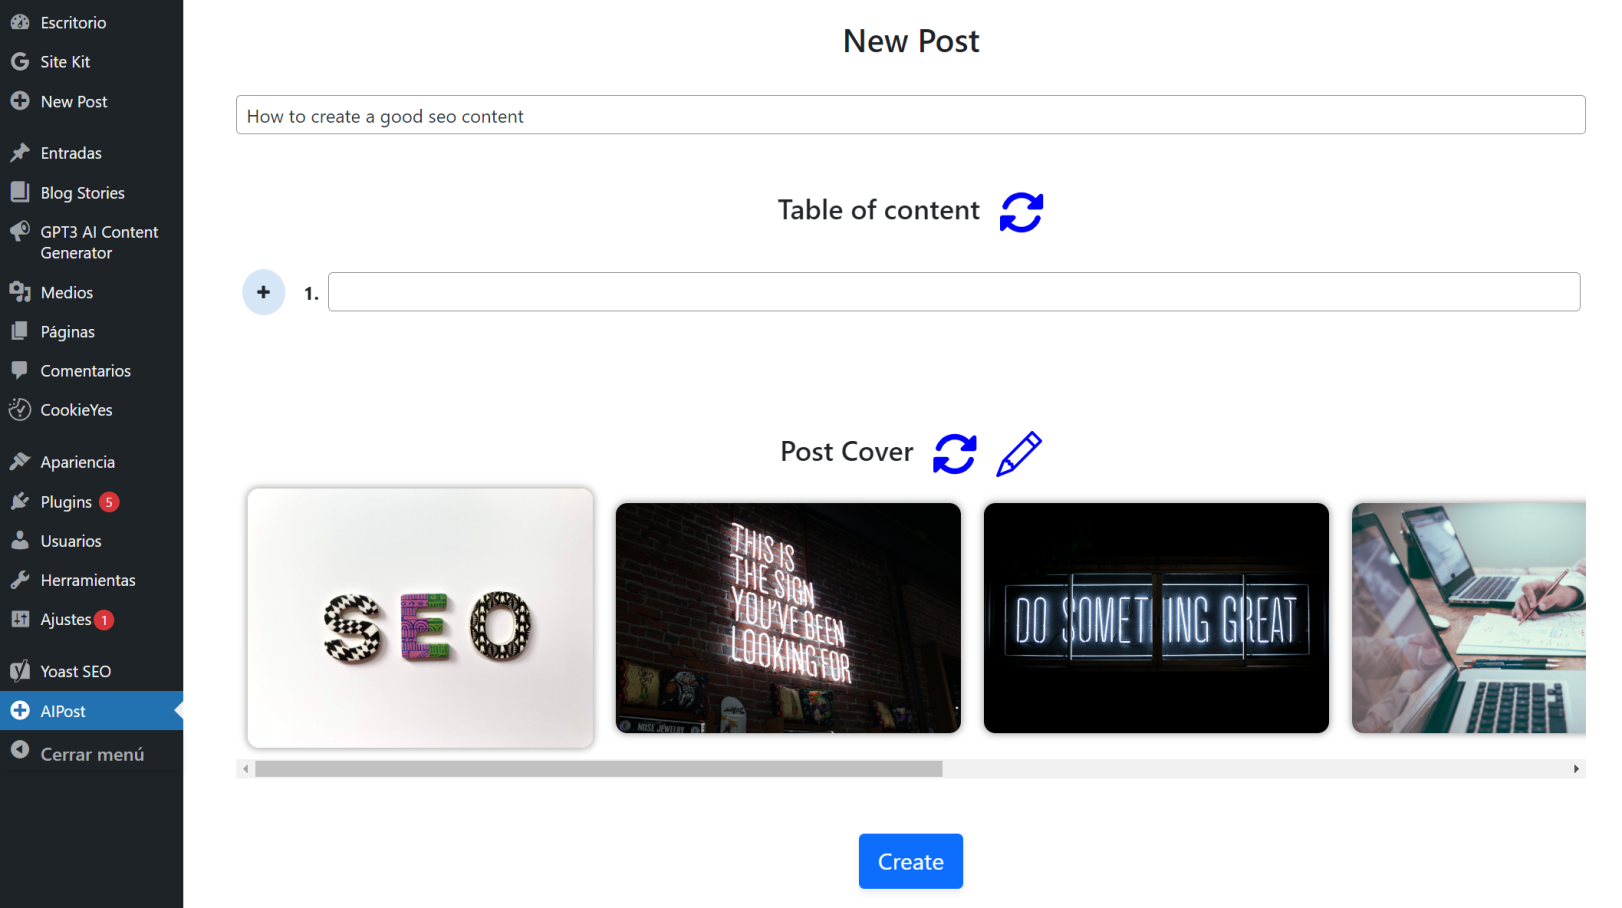 Escritorio
Site Kit
New Post
Entradas
Blog Stories
GPT3 AI Content
Generator
Medios
Páginas
Comentarios
CookieYes
Apariencia
Plugins 5
Usuarios
Herramientas
Ajustes 1
Yoast SEO
AIPost
Cerrar menú
New Post
How to create a good seo content
Table of content
1.
Post Cover
SEO
THIS IS
THE SIGN
YOU'VE BEEN
LOOKING FOR
DO SOMETHING GREAT
Create